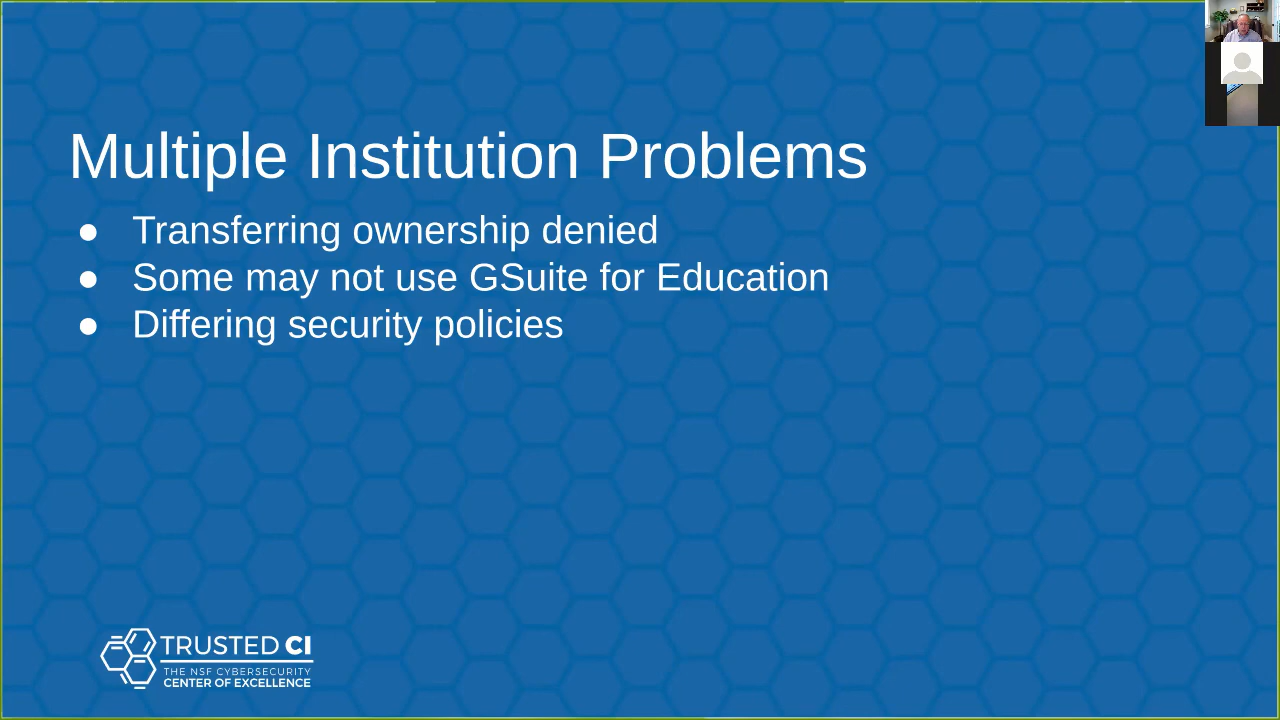 Multiple Institution Problems
● Transferring ownership denied
● Some may not use GSuite for Education
● Differing security policies
TRUSTED CI
THE NSF CYBERSECURITY
CENTER OF EXCELLENCE